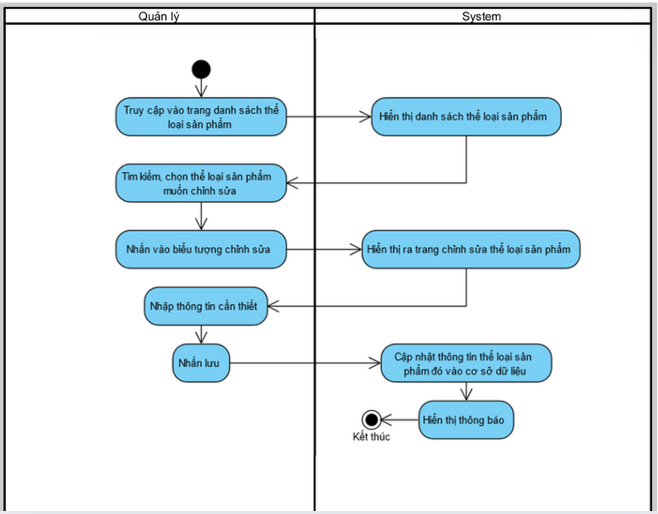 Quản lý
System
Truy cập vào trang danh sách thể
loại sản phẩm
Hiển thị danh sách thể loại sản phẩm
Tìm kiếm, chọn thể loại sản phẩm
muốn chỉnh sửa
Nhấn vào biểu tượng chỉnh sửa
Hiển thị ra trang chỉnh sửa thể loại sản phẩm
Nhập thông tin cần thiết
Nhấn lưu
Cập nhật thông tin thể loại sản
phẩm đó vào cơ sở dữ liệu
Hiển thị thông báo
Kết thúc